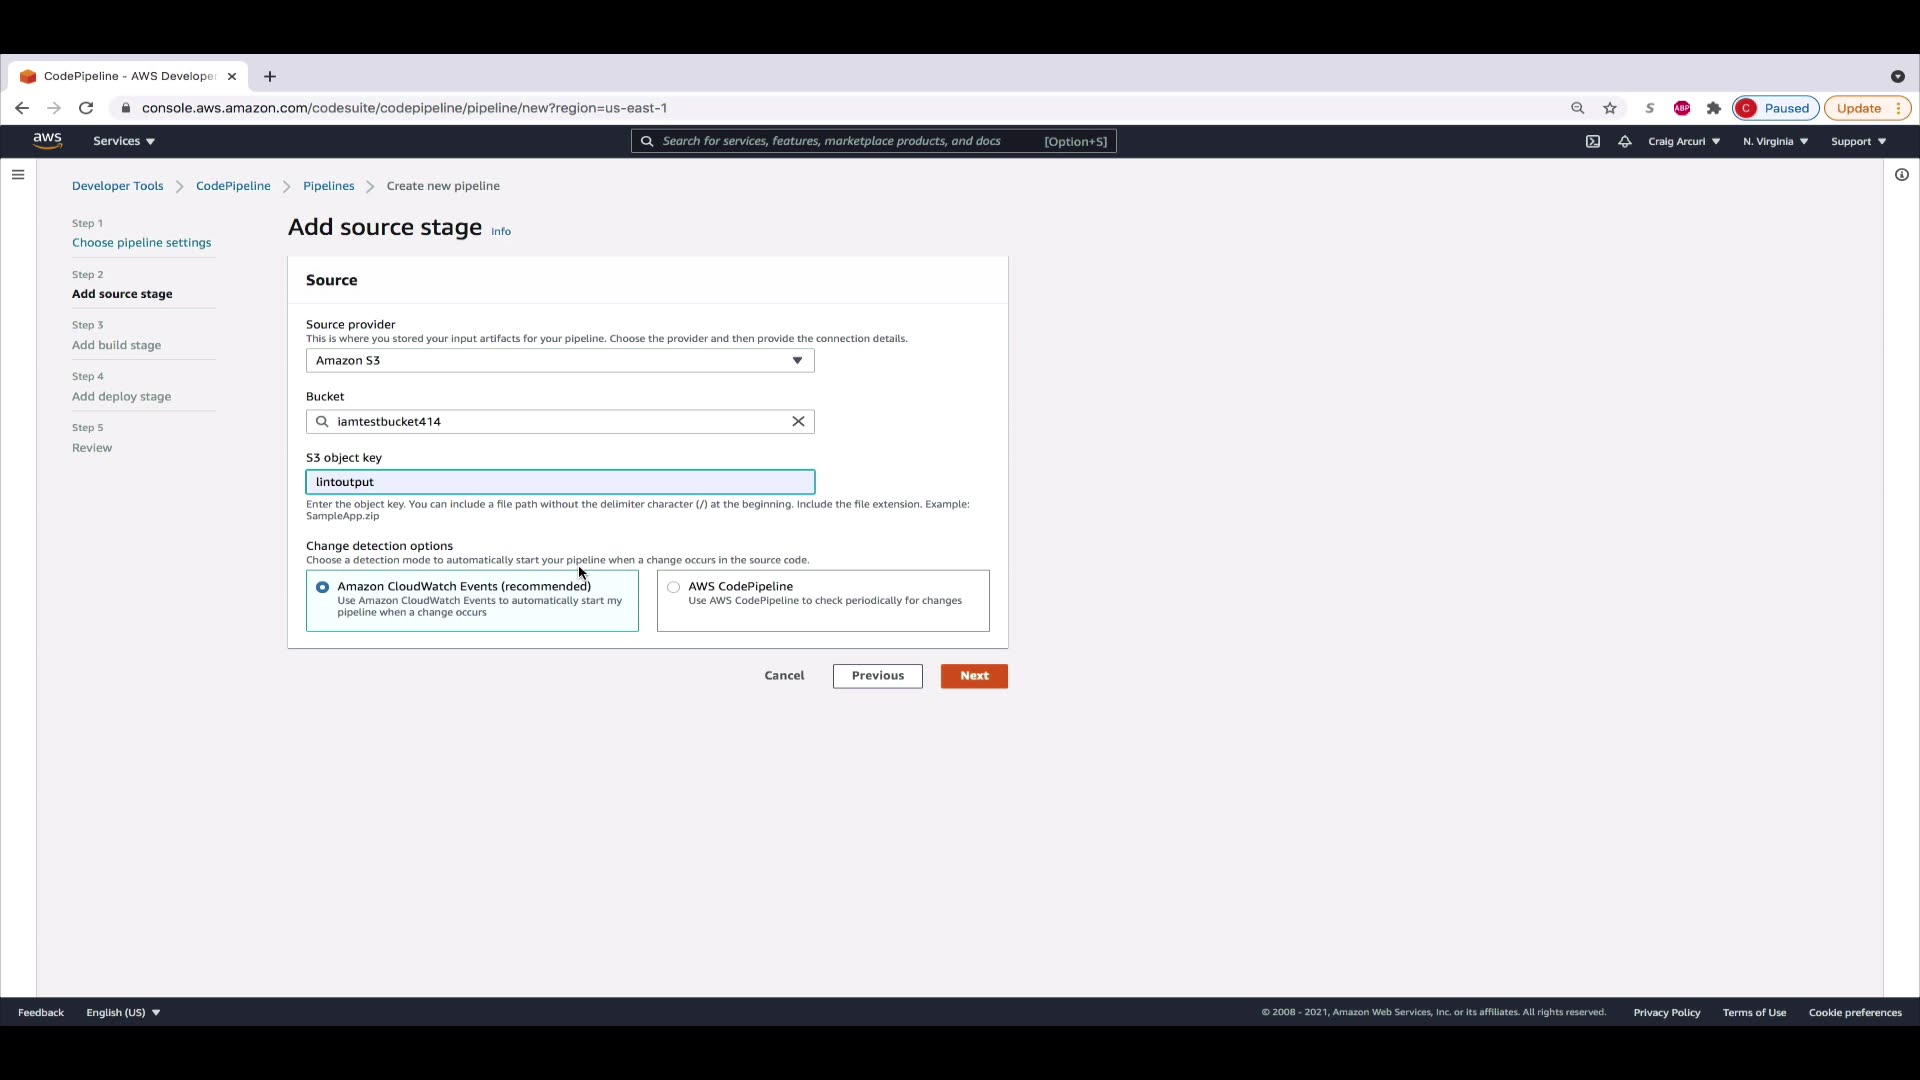 CodePipeline - AWS Develope
console.aws.amazon.com/codesuite/codepipeline/pipeline/new?region=us-east-1
S
ABP
C
Paused
Update
aws
Services
Search for services, features, marketplace products, and docs
[Option+S]
Craig Arcuri
N. Virginia
Support
Developer Tools
CodePipeline
Pipelines
Create new pipeline
Step 1
Choose pipeline settings
Step 2
Add source stage
Step 3
Add build stage
Step 4
Add deploy stage
Step 5
Review
Add source stage
Info
Source
Source provider
This is where you stored your input artifacts for your pipeline. Choose the provider and then provide the connection details.
Amazon S3
Bucket
iamtestbucket414
S3 object key
lintoutput
Enter the object key. You can include a file path without the delimiter character (/) at the beginning. Include the file extension. Example:
SampleApp.zip
Change detection options
Choose a detection mode to automatically start your pipeline when a change occurs in the source code.
Amazon CloudWatch Events (recommended)
Use Amazon CloudWatch Events to automatically start my
pipeline when a change occurs
AWS CodePipeline
Use AWS CodePipeline to check periodically for changes
Cancel
Previous
Next
Feedback
English (US)
© 2008 - 2021, Amazon Web Services, Inc. or its affiliates. All rights reserved.
Privacy Policy
Terms of Use
Cookie preferences